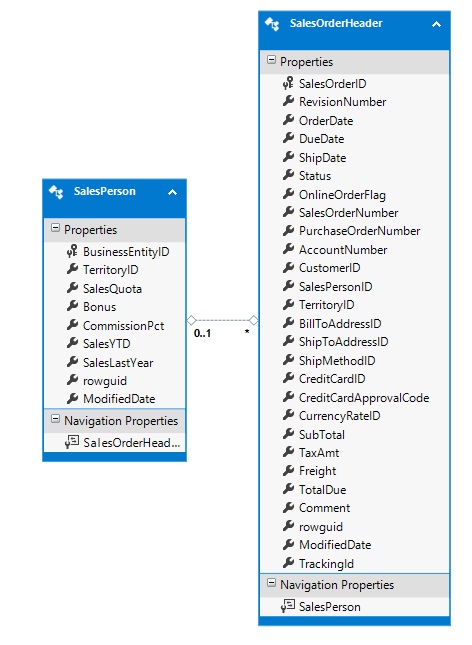 SalesPerson
Properties
BusinessEntityID
TerritoryID
SalesQuota
Bonus
CommissionPct
SalesYTD
SalesLastYear
rowguid
ModifiedDate
Navigation Properties
SalesOrderHead...
0..1
*
SalesOrderHeader
Properties
SalesOrderID
RevisionNumber
OrderDate
DueDate
ShipDate
Status
OnlineOrderFlag
SalesOrderNumber
PurchaseOrderNumber
AccountNumber
CustomerID
SalesPersonID
TerritoryID
BillToAddressID
ShipToAddressID
ShipMethodID
CreditCardID
CreditCardApprovalCode
CurrencyRateID
SubTotal
TaxAmt
Freight
TotalDue
Comment
rowguid
ModifiedDate
TrackingId
Navigation Properties
SalesPerson